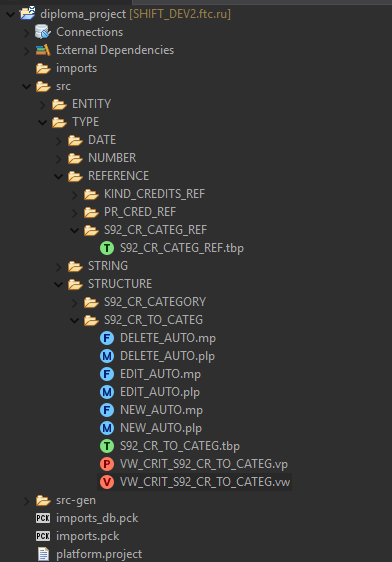 diploma_project [SHIFT_DEV2.ftc.ru]
Connections
External Dependencies
imports
src
ENTITY
TYPE
DATE
NUMBER
REFERENCE
KIND_CREDITS_REF
PR_CRED_REF
S92_CR_CATEG_REF
T S92_CR_CATEG_REF.tbp
STRING
STRUCTURE
S92_CR_CATEGORY
S92_CR_TO_CATEG
F DELETE_AUTO.mp
M DELETE_AUTO.plp
F EDIT_AUTO.mp
M EDIT_AUTO.plp
F NEW_AUTO.mp
M NEW_AUTO.plp
T S92_CR_TO_CATEG.tbp
P VW_CRIT_S92_CR_TO_CATEG.vp
V VW_CRIT_S92_CR_TO_CATEG.vw
src-gen
PCK imports_db.pck
PCK imports.pck
platform.project